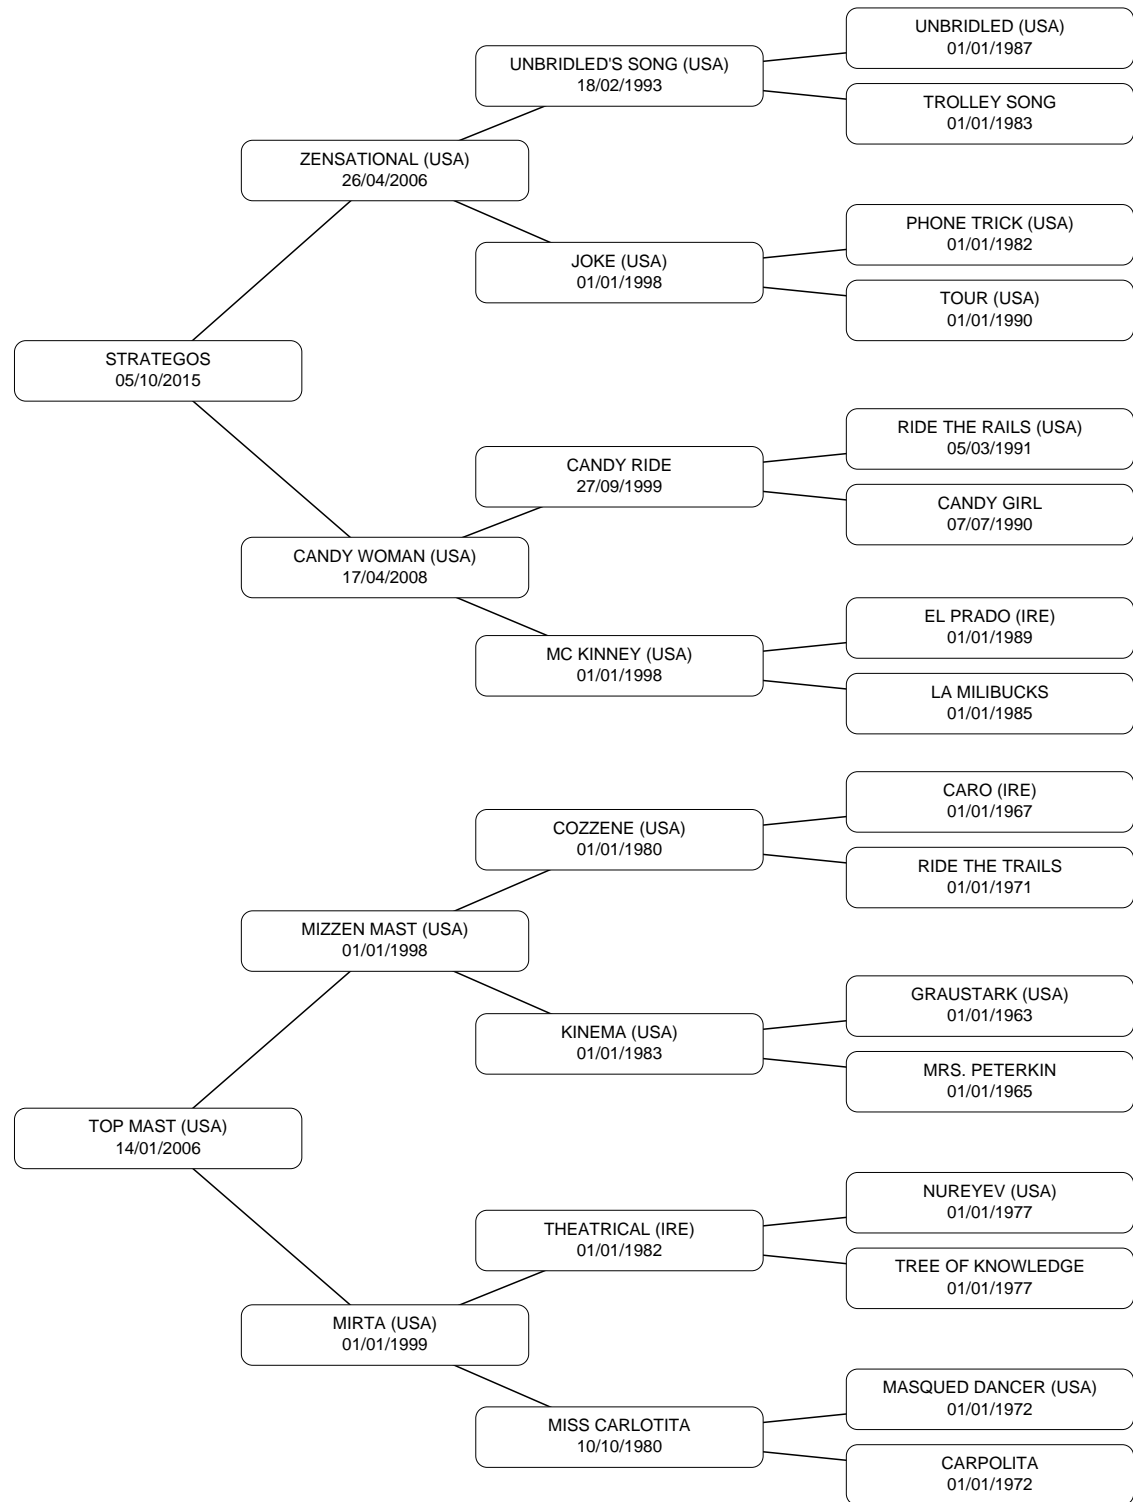 UNBRIDLED (USA)
01/01/1987
UNBRIDLED'S SONG (USA)
18/02/1993
TROLLEY SONG
01/01/1983
ZENSATIONAL (USA)
26/04/2006
PHONE TRICK (USA)
01/01/1982
JOKE (USA)
01/01/1998
TOUR (USA)
01/01/1990
STRATEGOS
05/10/2015
RIDE THE RAILS (USA)
05/03/1991
CANDY RIDE
27/09/1999
CANDY GIRL
07/07/1990
CANDY WOMAN (USA)
17/04/2008
EL PRADO (IRE)
01/01/1989
MC KINNEY (USA)
01/01/1998
LA MILIBUCKS
01/01/1985
CARO (IRE)
01/01/1967
COZZENE (USA)
01/01/1980
RIDE THE TRAILS
01/01/1971
MIZZEN MAST (USA)
01/01/1998
GRAUSTARK (USA)
01/01/1963
KINEMA (USA)
01/01/1983
MRS. PETERKIN
01/01/1965
TOP MAST (USA)
14/01/2006
NUREYEV (USA)
01/01/1977
THEATRICAL (IRE)
01/01/1982
TREE OF KNOWLEDGE
01/01/1977
MIRTA (USA)
01/01/1999
MASQUED DANCER (USA)
01/01/1972
MISS CARLOTITA
10/10/1980
CARPOLITA
01/01/1972